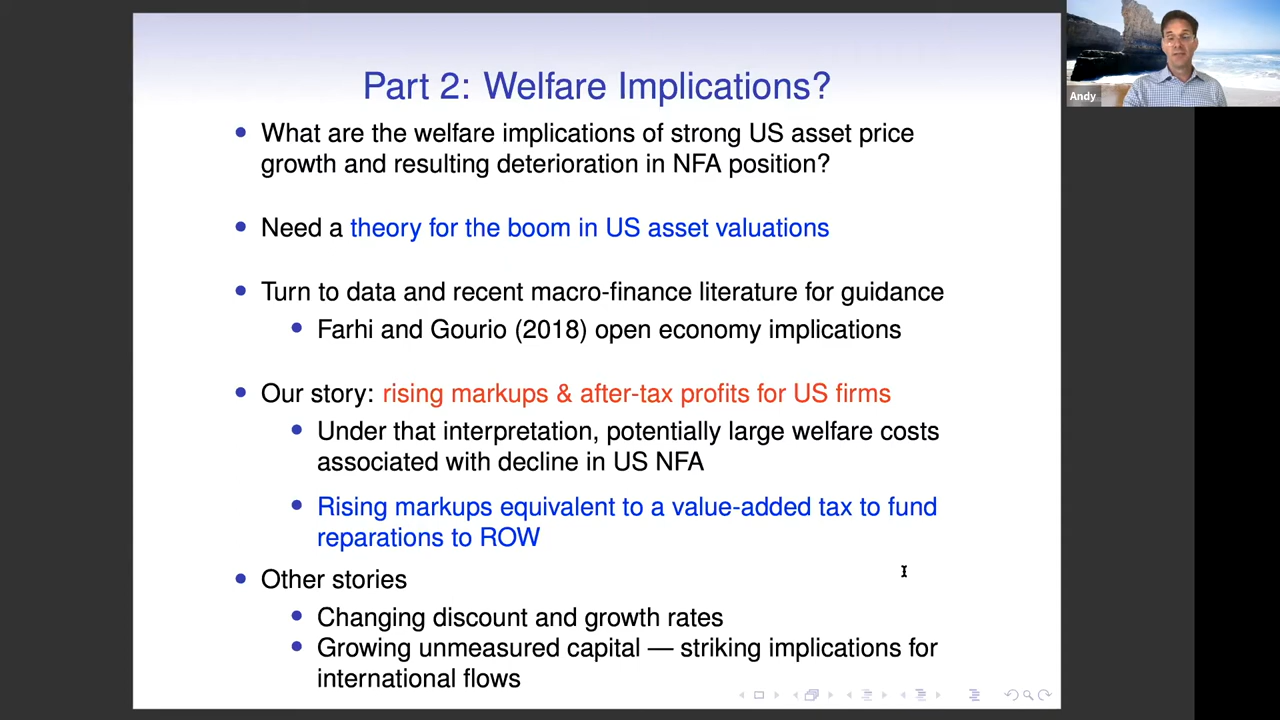 Part 2: Welfare Implications?
What are the welfare implications of strong US asset price
growth and resulting deterioration in NFA position?
Need a theory for the boom in US asset valuations
Turn to data and recent macro-finance literature for guidance
Farhi and Gourio (2018) open economy implications
Our story: rising markups & after-tax profits for US firms
Under that interpretation, potentially large welfare costs
associated with decline in US NFA
Rising markups equivalent to a value-added tax to fund
reparations to ROW
Other stories
Changing discount and growth rates
Growing unmeasured capital — striking implications for
international flows
Andy